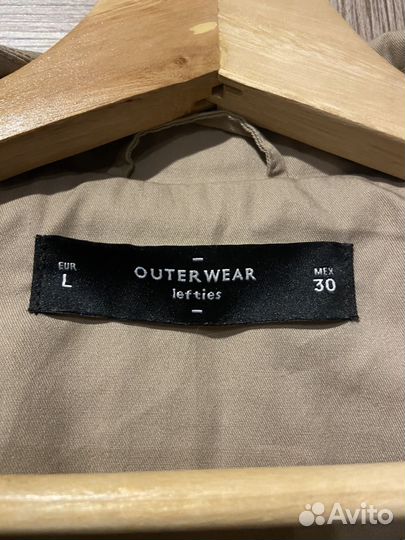 EUR
L
OUTERWEAR
lefties
MEX
30
Avito